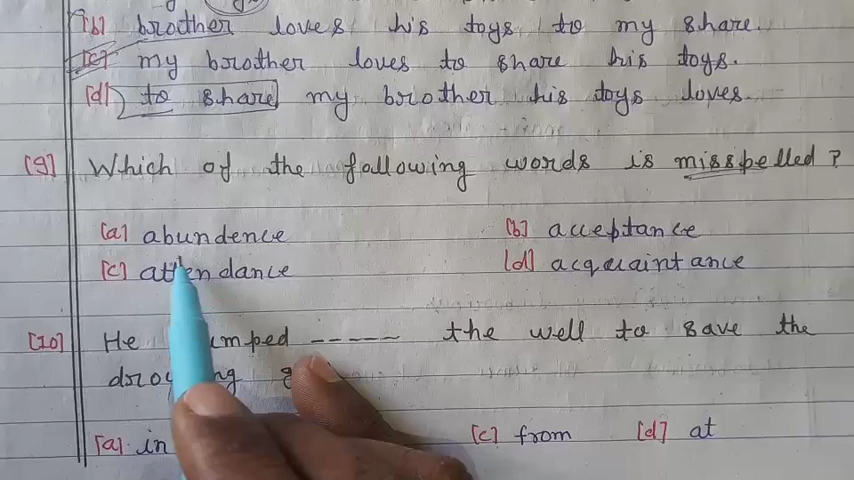 [b] brother loves his toys to my share.
[c] my brother loves to share his toys.
[d] to share my brother his toys loves.
[9] Which of the following words is misspelled ?
[a] abundence [b] acceptance
[c] attendance [d] acquaintance
[10] He the well to save the
[a] in [c] from [d] at